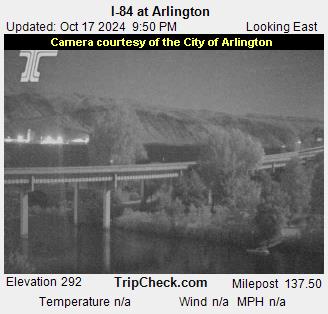 I-84 at Arlington
Updated: Oct 17 2024 9:50 PM Looking East
Camera courtesy of the City of Arlington
Elevation 292 TripCheck.com Milepost 137.50
Temperature n/a Wind n/a MPH n/a